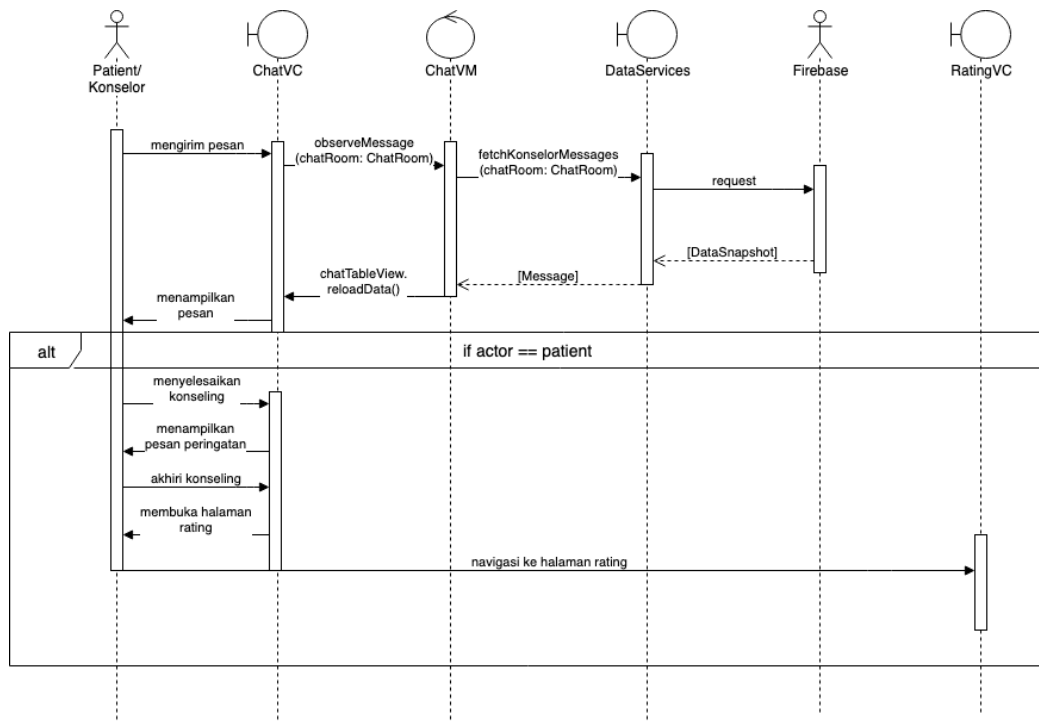 Patient/
Konselor
ChatVC
ChatVM
DataServices
Firebase
RatingVC
mengirim pesan
observeMessage
(chatRoom: ChatRoom)
fetchKonselorMessages
(chatRoom: ChatRoom)
request
[DataSnapshot]
[Message]
chatTableView.
reloadData()
menampilkan
pesan
alt
if actor == patient
menyelesaikan
konseling
menampilkan
pesan peringatan
akhiri konseling
membuka halaman
rating
navigasi ke halaman rating